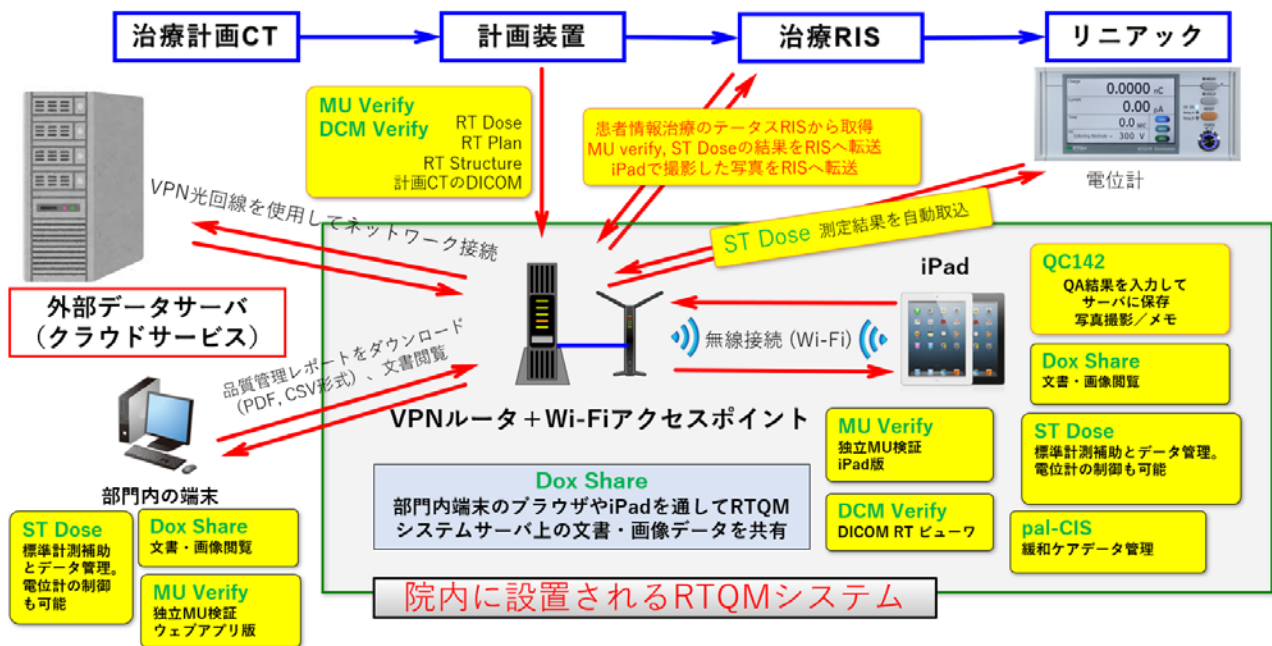 治療計画CT
計画装置
治療RIS
リニアック
MU Verify
DCM Verify
RT Dose
RT Plan
RT Structure
計画CTのDICOM
患者情報治療のテータスRISから取得
MU verify, ST Doseの結果をRISへ転送
iPadで撮影した写真をRISへ転送
0.0000 nC
0.00 pA
0.0 sec
300 V
電位計
VPN光回線を使用してネットワーク接続
ST Dose 測定結果を自動取込
外部データサーバ
（クラウドサービス）
iPad
無線接続 (Wi-Fi)
QC142
QA結果を入力して
サーバに保存
写真撮影／メモ
Dox Share
文書・画像閲覧
品質管理レポートをダウンロード
（PDF, CSV形式）、文書閲覧
VPNルータ＋Wi-Fiアクセスポイント
MU Verify
独立MU検証
iPad版
ST Dose
標準計測補助とデータ管理。
電位計の制御も可能
Dox Share
部門内端末のブラウザやiPadを通してRTQM
システムサーバ上の文書・画像データを共有
DCM Verify
DICOM RT ビューワ
pal-CIS
緩和ケアデータ管理
部門内の端末
ST Dose
標準計測補助
とデータ管理。
電位計の制御
も可能
Dox Share
文書・画像閲覧
MU Verify
独立MU検証
ウェブアプリ版
院内に設置されるRTQMシステム